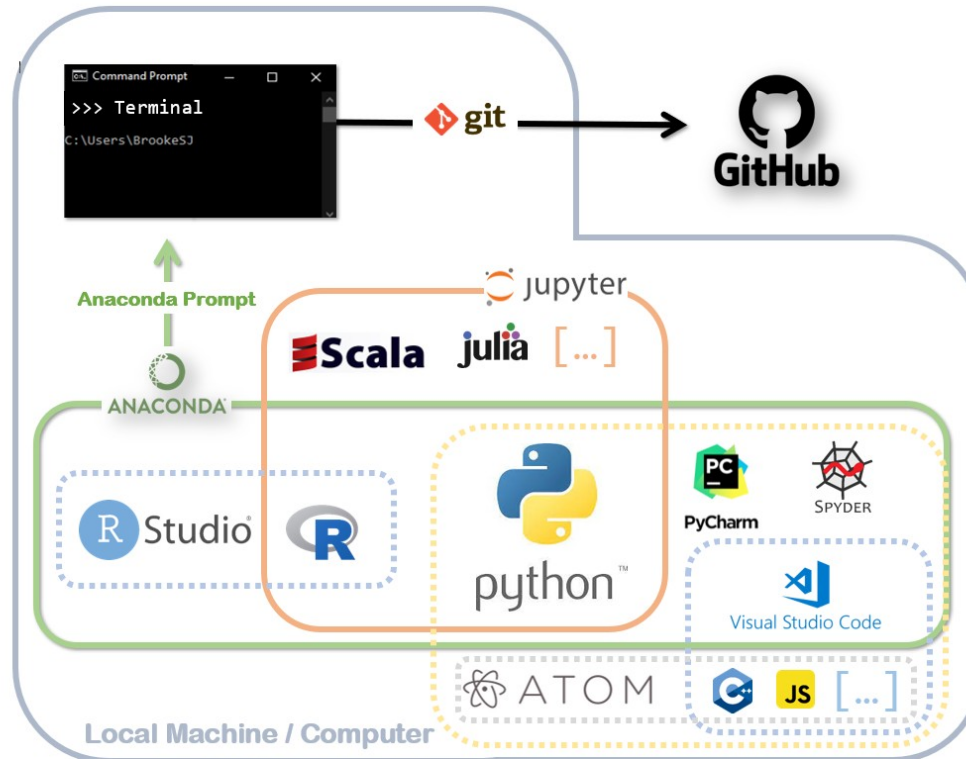 Command Prompt
>>> Terminal
C:\Users\BrookeSJ
git
GitHub
Anaconda Prompt
jupyter
Scala
julia
[...]
ANACONDA
R Studio®
R
python™
PC
PyCharm
SPYDER
Visual Studio Code
ATOM
C++
JS
[...]
Local Machine / Computer